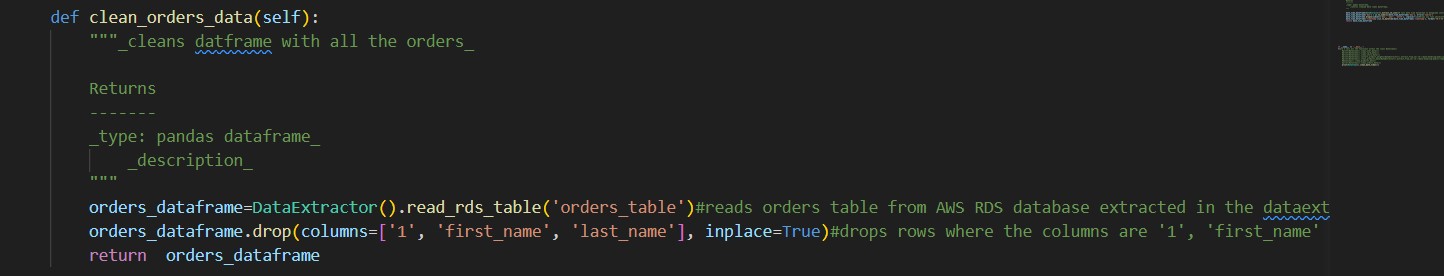 def clean_orders_data(self):
"""_cleans datframe with all the orders_
Returns
-------
_type: pandas dataframe_
_description_
"""
orders_dataframe=DataExtractor().read_rds_table('orders_table')#reads orders table from AWS RDS database extracted in the dataext
orders_dataframe.drop(columns=['1', 'first_name', 'last_name'], inplace=True)#drops rows where the columns are '1', 'first_name'
return  orders_dataframe